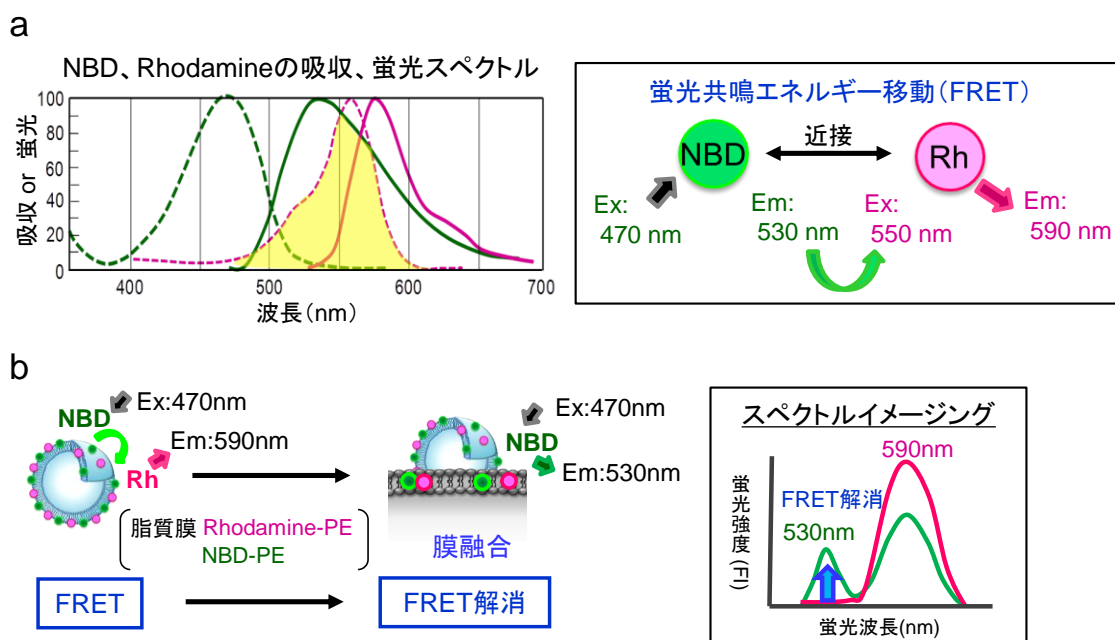 a
NBD、Rhodamineの吸収、蛍光スペクトル
吸収 or 蛍光
100
80
60
40
20
0
400
500
600
700
波長(nm)
蛍光共鳴エネルギー移動(FRET)
NBD
近接
Rh
Ex:
470 nm
Em:
530 nm
Ex:
550 nm
Em:
590 nm
b
NBD
Ex:470nm
Em:590nm
Rh
脂質膜 Rhodamine-PE
NBD-PE
FRET
Ex:470nm
NBD
Em:530nm
膜融合
FRET解消
スペクトルイメージング
590nm
FRET解消
530nm
蛍光強度(FI)
蛍光波長(nm)